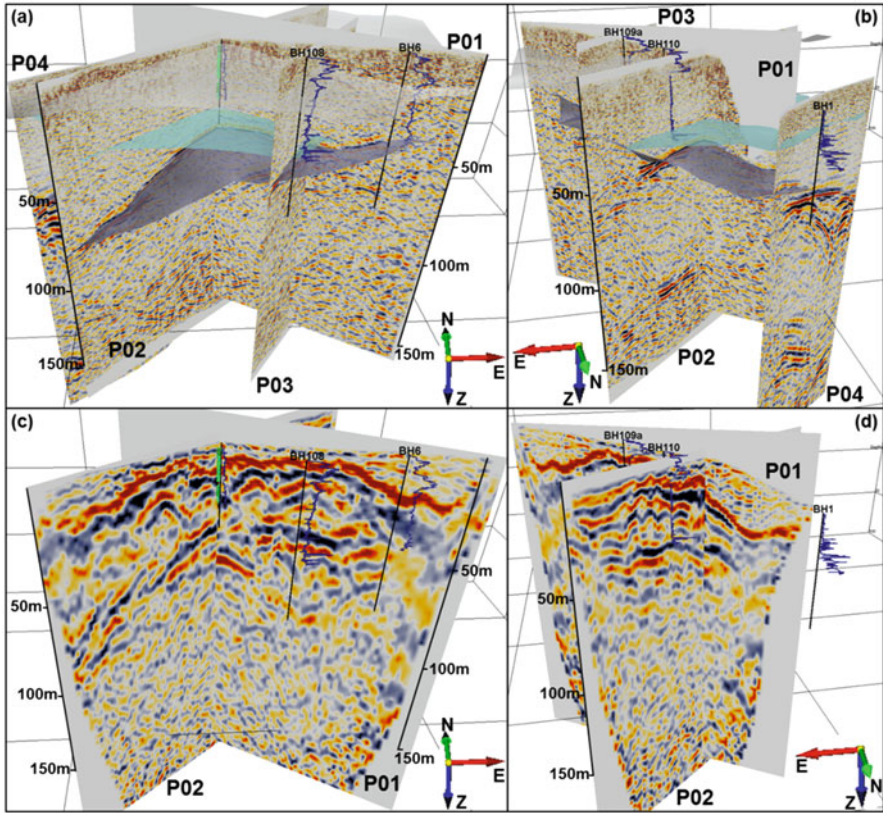 (a)
P04
BH108
BH6
P01
50m
50m
100m
100m
150m
150m
P02
P03
N
E
Z
(b)
P03
BH109a
BH110
P01
BH1
50m
100m
150m
P02
P04
E
N
Z
(c)
BH108
BH6
50m
50m
100m
100m
150m
150m
P02
P01
N
E
Z
(d)
BH109a
BH110
P01
BH1
50m
100m
150m
P02
E
N
Z